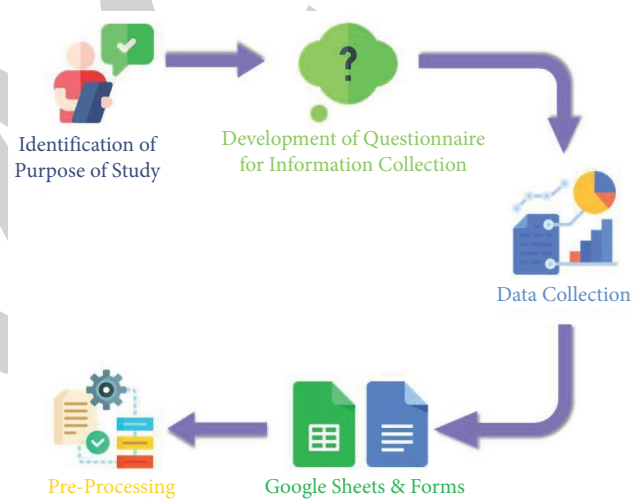 Identification of
Purpose of Study
?
Development of Questionnaire
for Information Collection
Data Collection
Google Sheets & Forms
Pre-Processing